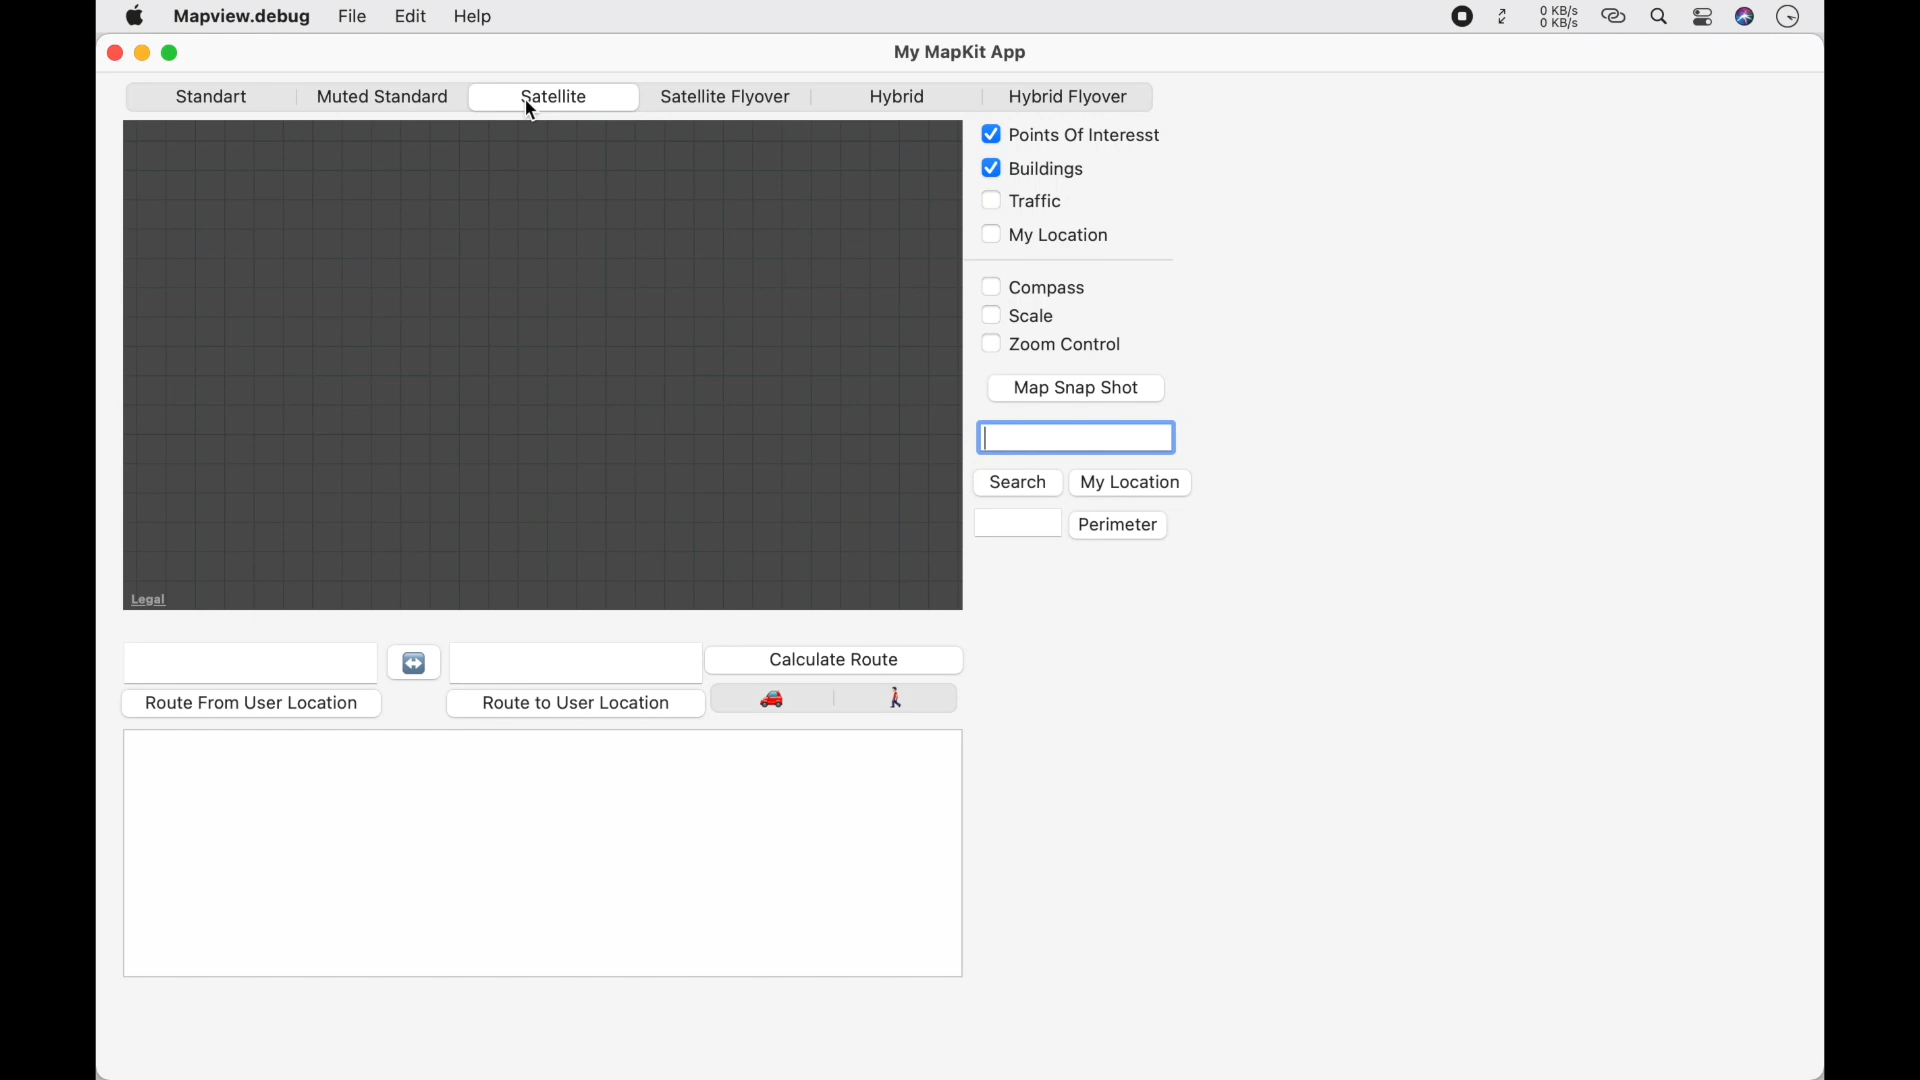 Mapview.debug File Edit Help 0 KB/s
0 KB/s
My MapKit App
Standart Muted Standard Satellite Satellite Flyover Hybrid Hybrid Flyover
Points Of Interesst
Buildings
Traffic
My Location
Compass
Scale
Zoom Control
Map Snap Shot
Search My Location
Perimeter
Legal
Calculate Route
Route From User Location Route to User Location